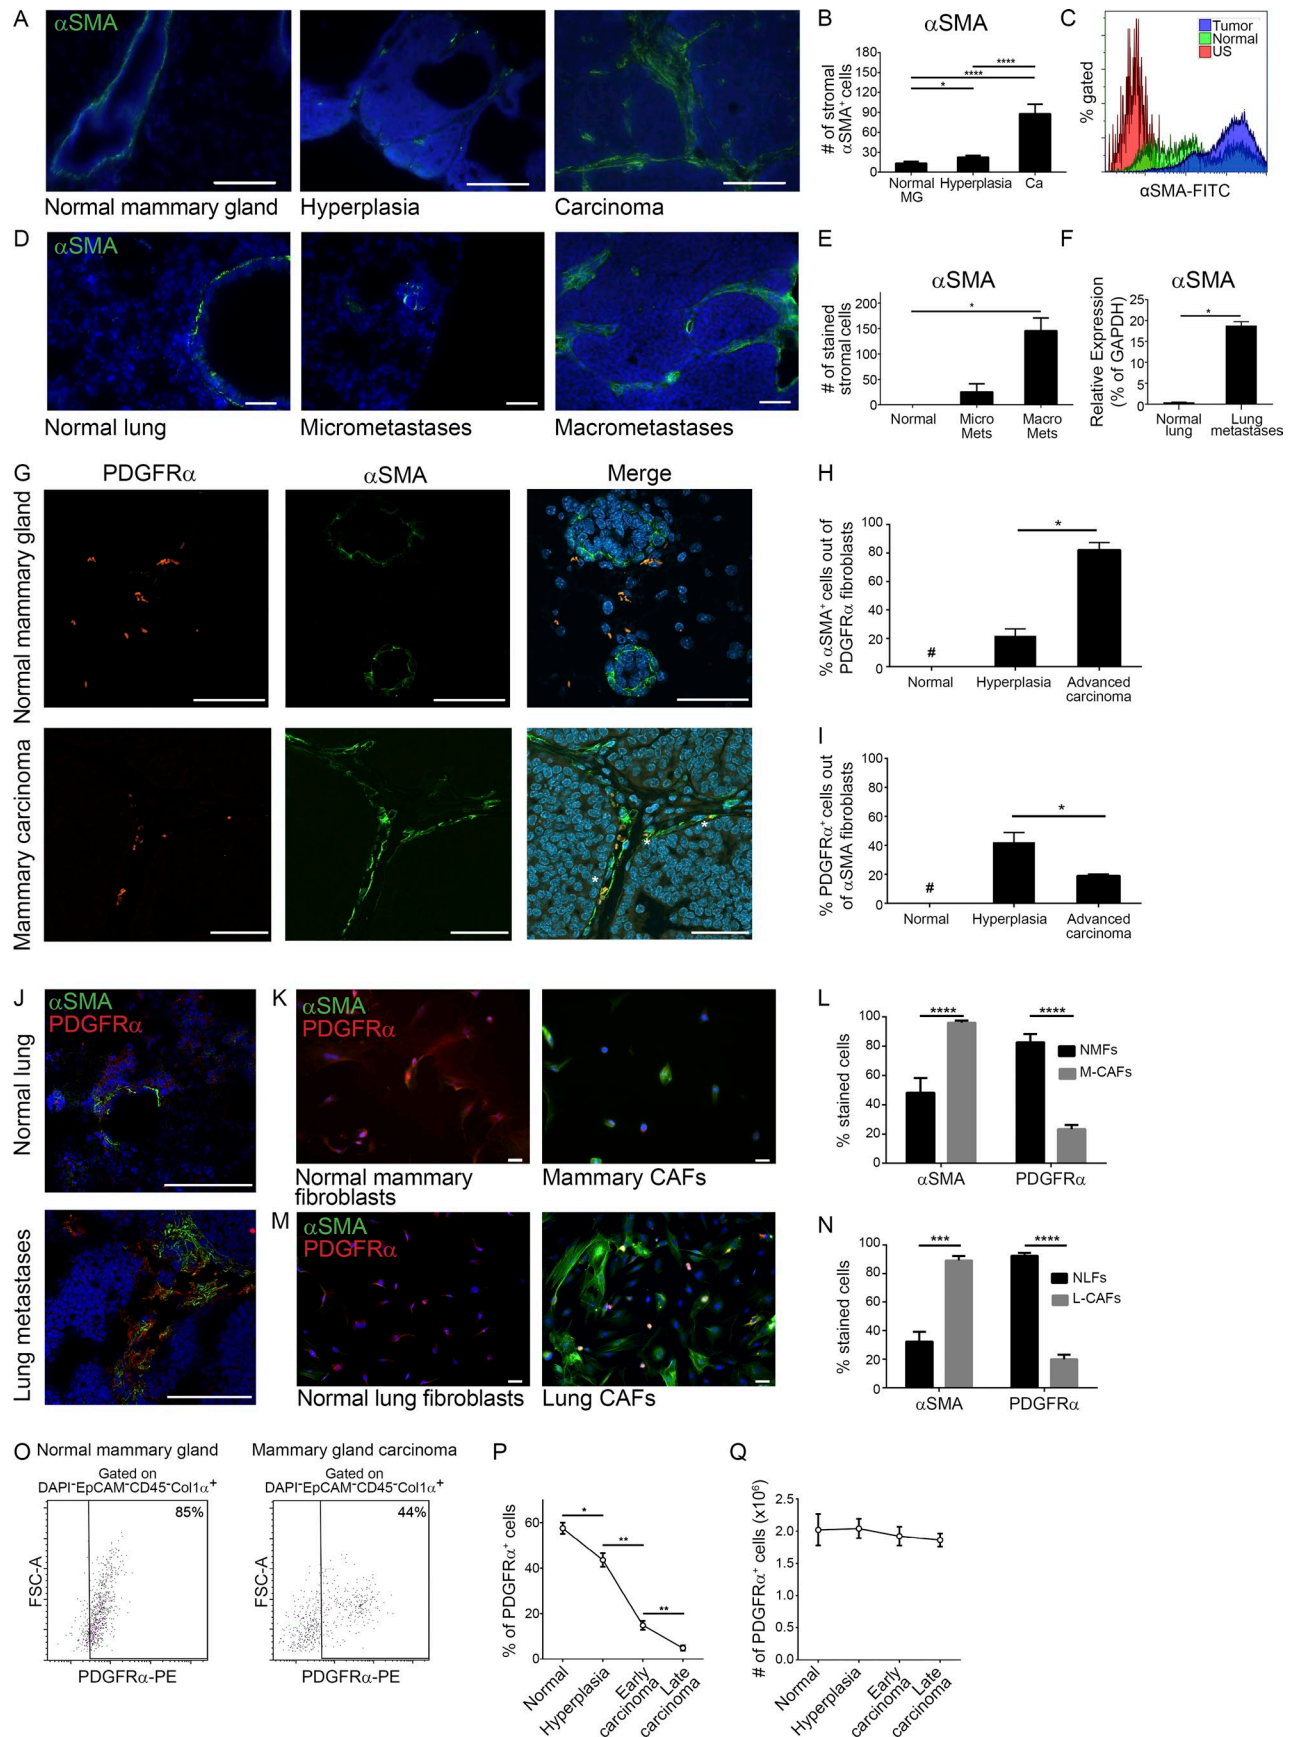 A
αSMA
Normal mammary gland
Hyperplasia
Carcinoma
B
αSMA
# of stromal
αSMA⁺ cells
180
150
120
90
60
30
0
****
****
*
Normal
MG
Hyperplasia
Ca
C
% gated
Tumor
Normal
US
αSMA-FITC
D
αSMA
Normal lung
Micrometastases
Macrometastases
E
αSMA
# of stained
stromal cells
200
150
100
50
0
*
Normal
Micro
Mets
Macro
Mets
F
αSMA
Relative Expression
(% of GAPDH)
25
20
15
10
5
0
*
Normal
lung
Lung
metastases
G
PDGFRα
αSMA
Merge
Normal mammary gland
Mammary carcinoma
*
*
*
H
% αSMA⁺ cells out of
PDGFRα fibroblasts
100
80
60
40
20
0
#
*
Normal
Hyperplasia
Advanced
carcinoma
I
% PDGFRα⁺ cells out
of αSMA fibroblasts
100
80
60
40
20
0
#
*
Normal
Hyperplasia
Advanced
carcinoma
J
αSMA
PDGFRα
Normal lung
Lung metastases
K
αSMA
PDGFRα
Normal mammary
fibroblasts
Mammary CAFs
L
% stained cells
100
80
60
40
20
0
****
****
NMFs
M-CAFs
αSMA
PDGFRα
M
αSMA
PDGFRα
Normal lung fibroblasts
Lung CAFs
N
% stained cells
100
80
60
40
20
0
***
****
NLFs
L-CAFs
αSMA
PDGFRα
O
Normal mammary gland
Gated on
DAPI⁻EpCAM⁻CD45⁻Col1α⁺
85%
FSC-A
PDGFRα-PE
Mammary gland carcinoma
Gated on
DAPI⁻EpCAM⁻CD45⁻Col1α⁺
44%
FSC-A
PDGFRα-PE
P
% of PDGFRα⁺ cells
60
40
20
0
*
**
**
Normal
Hyperplasia
Early
carcinoma
Late
carcinoma
Q
# of PDGFRα⁺ cells (x10⁶)
2.5
2.0
1.5
1.0
0.5
0.0
Normal
Hyperplasia
Early
carcinoma
Late
carcinoma